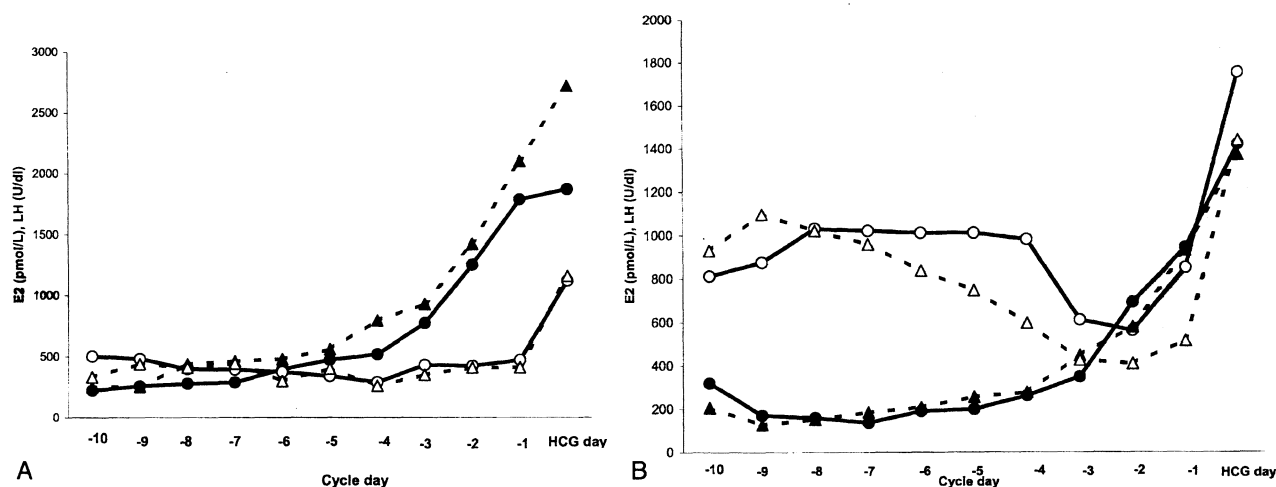 3000
2500
2000
1500
1000
500
0
E2 (pmol/L), LH (U/dl)
-10 -9 -8 -7 -6 -5 -4 -3 -2 -1 HCG day
Cycle day
A
2000
1800
1600
1400
1200
1000
800
600
400
200
0
E2 (pmol/L), LH (U/dl)
-10 -9 -8 -7 -6 -5 -4 -3 -2 -1 HCG day
Cycle day
B